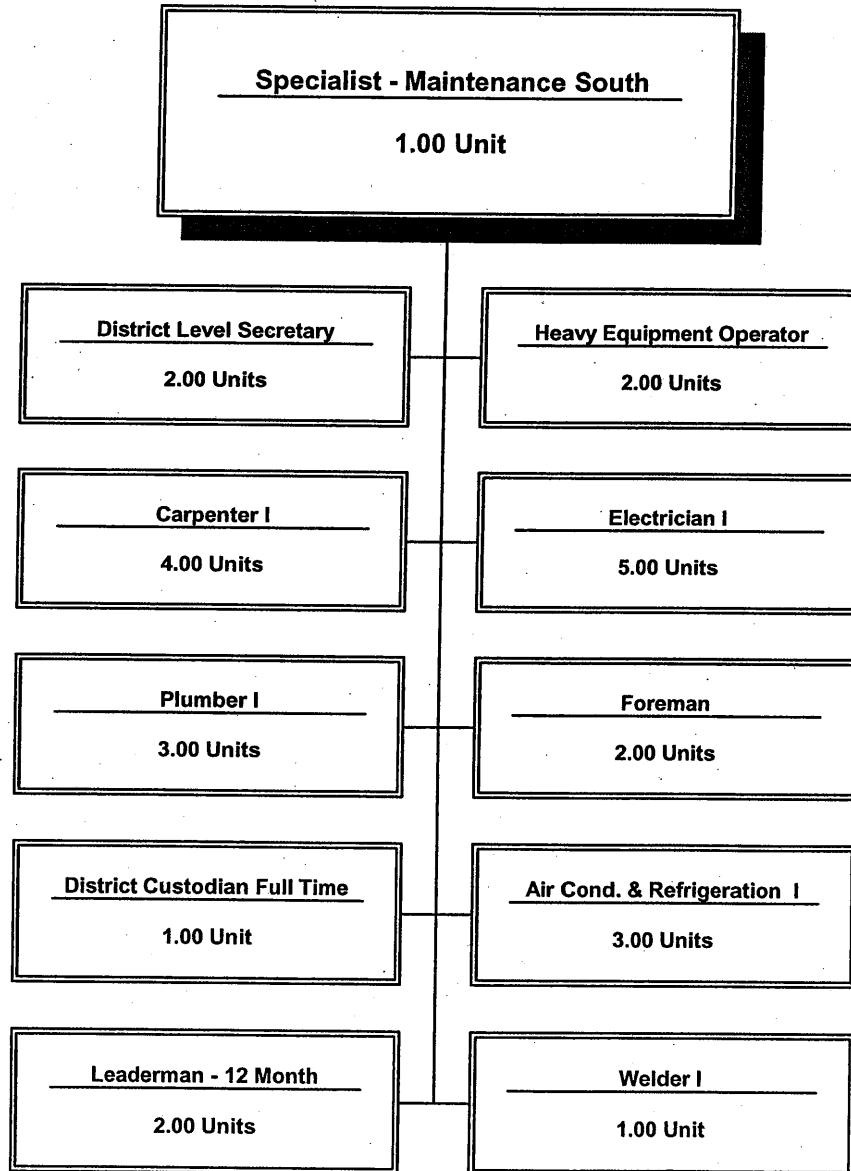 Specialist - Maintenance South
1.00 Unit
District Level Secretary
2.00 Units
Heavy Equipment Operator
2.00 Units
Carpenter I
4.00 Units
Electrician I
5.00 Units
Plumber I
3.00 Units
Foreman
2.00 Units
District Custodian Full Time
1.00 Unit
Air Cond. & Refrigeration I
3.00 Units
Leaderman - 12 Month
2.00 Units
Welder I
1.00 Unit